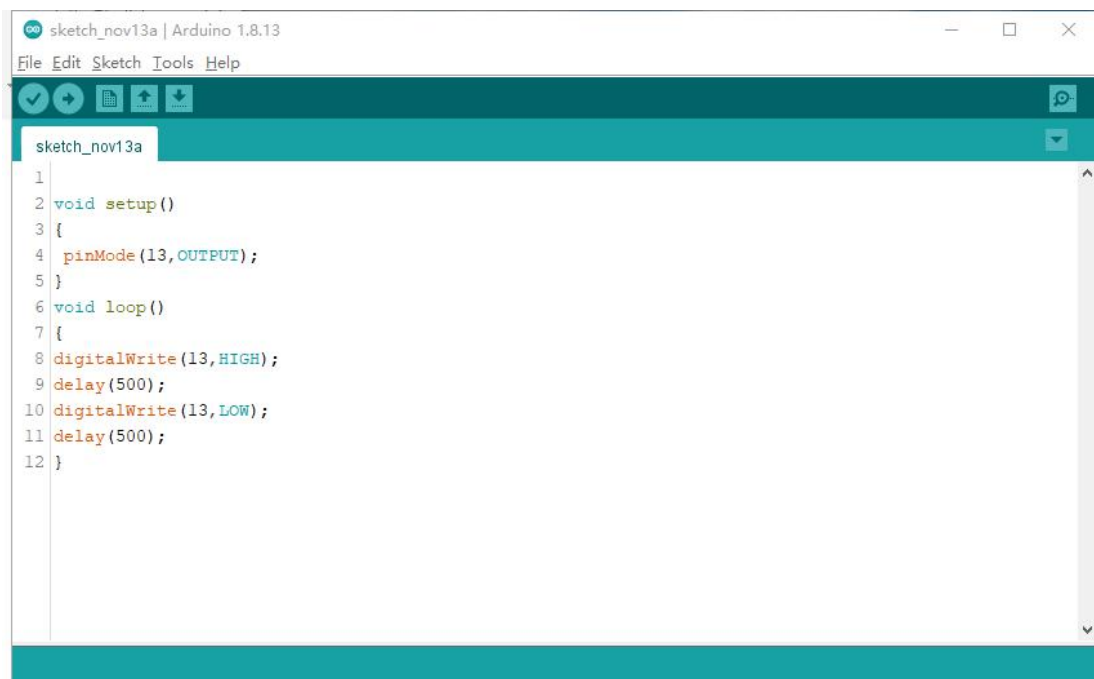 sketch_nov13a | Arduino 1.8.13
File Edit Sketch Tools Help
sketch_nov13a
1
2 void setup()
3 {
4  pinMode(13,OUTPUT);
5 }
6 void loop()
7 {
8 digitalWrite(13,HIGH);
9 delay(500);
10 digitalWrite(13,LOW);
11 delay(500);
12 }